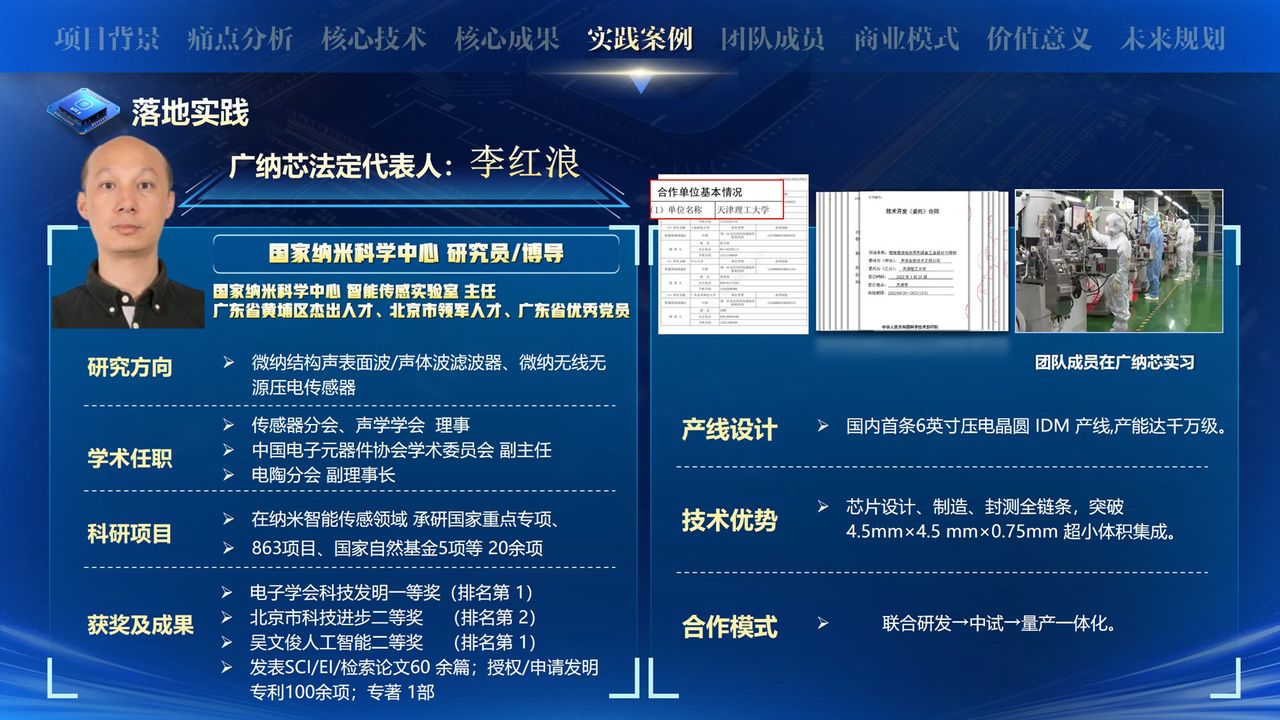 项目背景 痛点分析 核心技术 核心成果 实践案例 团队成员 商业模式 价值意义 未来规划
落地实践
广纳芯法定代表人：李红浪
国家纳米科学中心 研究员/博导
国家纳米科学中心 智能传感实验室 主任
广东省黄埔区杰出人才、北京市领军人才、广东省优秀党员
研究方向
➢ 微纳结构声表面波/声体波滤波器、微纳无线无
源压电传感器
学术任职
➢ 传感器分会、声学学会 理事
➢ 中国电子元器件协会学术委员会 副主任
➢ 电陶分会 副理事长
科研项目
➢ 在纳米智能传感领域 承研国家重点专项、
➢ 863项目、国家自然基金5项等 20余项
获奖及成果
➢ 电子学会科技发明一等奖（排名第 1）
➢ 北京市科技进步二等奖 （排名第 2）
➢ 吴文俊人工智能二等奖 （排名第 1）
➢ 发表SCI/EI/检索论文60 余篇；授权/申请发明
专利100余项；专著 1部
合作单位基本情况
（1）单位名称 天津理工大学
技术开发（委托）合同
中华人民共和国科学技术部印制
团队成员在广纳芯实习
产线设计
➢ 国内首条6英寸压电晶圆 IDM 产线,产能达千万级。
技术优势
➢ 芯片设计、制造、封测全链条，突破
4.5mm×4.5 mm×0.75mm 超小体积集成。
合作模式
➢ 联合研发→中试→量产一体化。